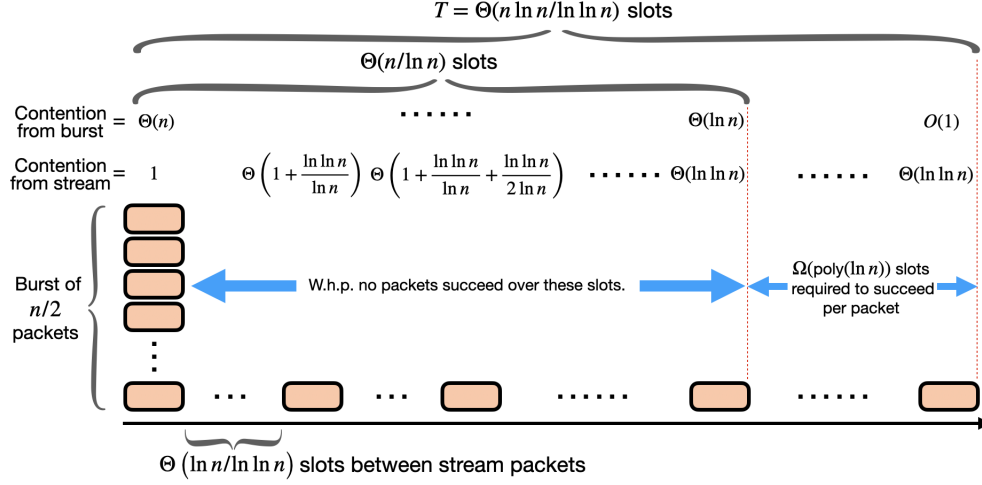 T = Θ(n ln n/ln ln n) slots
Θ(n/ln n) slots
Contention
from burst = Θ(n) ...... Θ(ln n) O(1)
Contention
from stream = 1 Θ(1 + ln ln n/ln n) Θ(1 + ln ln n/ln n + ln ln n/2 ln n) ...... Θ(ln ln n) ...... Θ(ln ln n)
Burst of
n/2
packets
W.h.p. no packets succeed over these slots.
Ω(poly(ln n)) slots
required to succeed
per packet
Θ(ln n/ln ln n) slots between stream packets